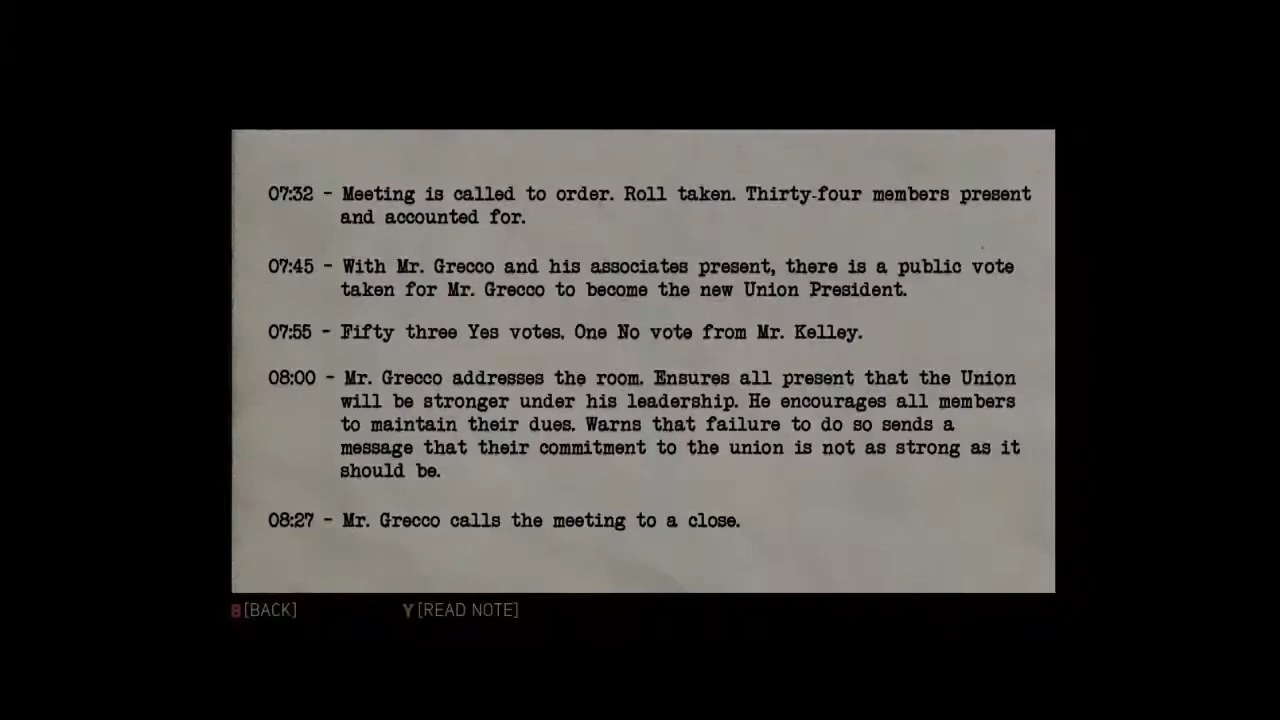 07:32 - Meeting is called to order. Roll taken. Thirty-four members present
and accounted for.
07:45 - With Mr. Grecco and his associates present, there is a public vote
taken for Mr. Grecco to become the new Union President.
07:55 - Fifty three Yes votes. One No vote from Mr. Kelley.
08:00 - Mr. Grecco addresses the room. Ensures all present that the Union
will be stronger under his leadership. He encourages all members
to maintain their dues. Warns that failure to do so sends a
message that their commitment to the union is not as strong as it
should be.
08:27 - Mr. Grecco calls the meeting to a close.
B [BACK] Y [READ NOTE]